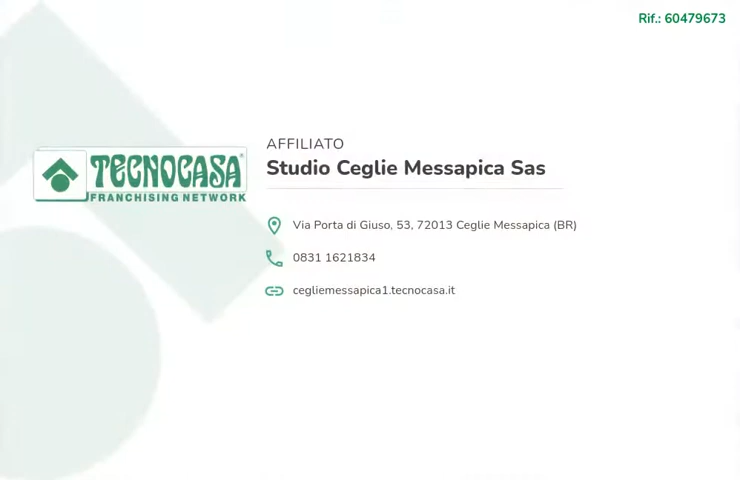 Rif.: 60479673
AFFILIATO
Studio Ceglie Messapica Sas
TECNOCASA®
FRANCHISING NETWORK
Via Porta di Giuso, 53, 72013 Ceglie Messapica (BR)
0831 1621834
cegliemessapica1.tecnocasa.it